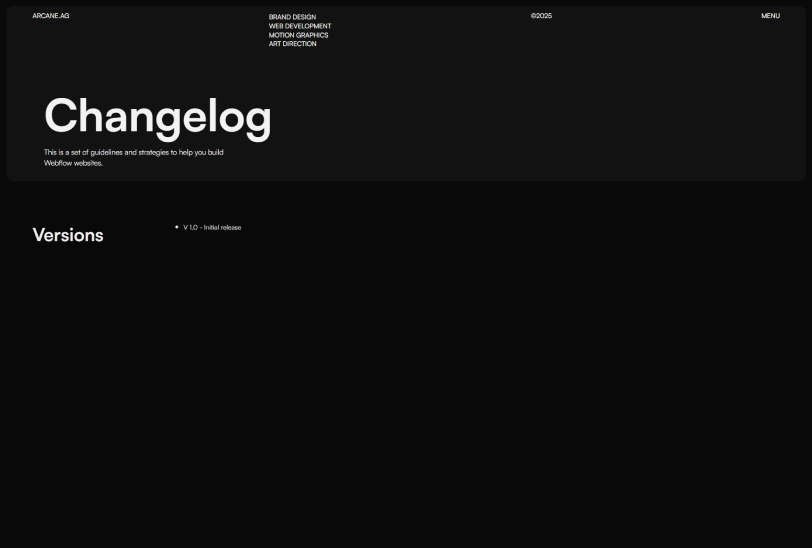 ARCANE.AG
BRAND DESIGN
WEB DEVELOPMENT
MOTION GRAPHICS
ART DIRECTION
©2025
MENU
Changelog
This is a set of guidelines and strategies to help you build
Webflow websites.
Versions
V 1.0 - Initial release